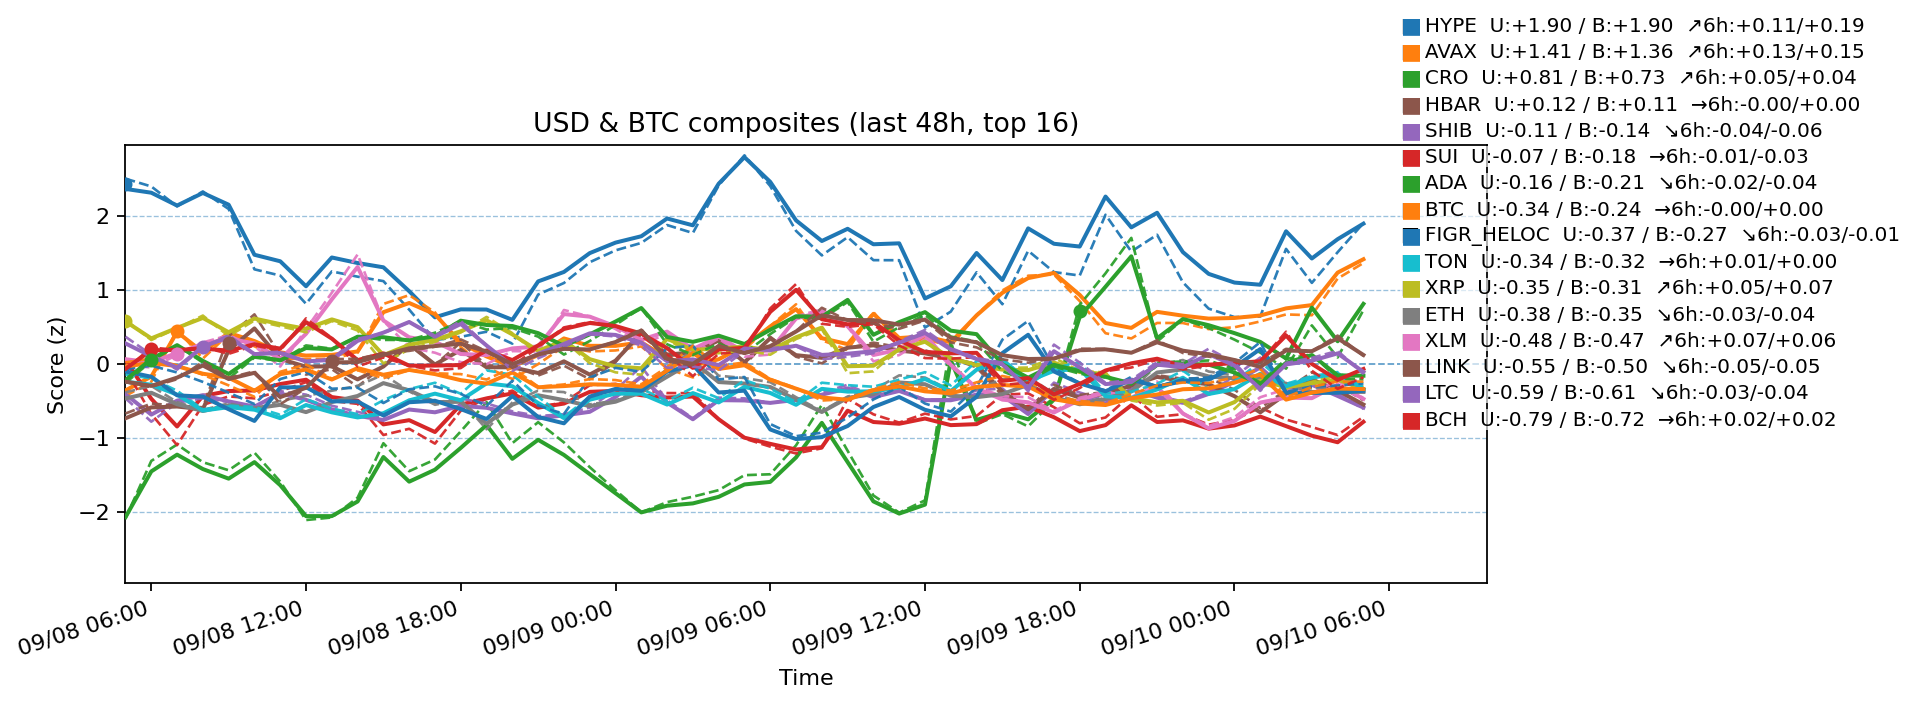 HYPE U:+1.90 / B:+1.90 ↗6h:+0.11/+0.19
AVAX U:+1.41 / B:+1.36 ↗6h:+0.13/+0.15
CRO U:+0.81 / B:+0.73 ↗6h:+0.05/+0.04
HBAR U:+0.12 / B:+0.11 →6h:-0.00/+0.00
SHIB U:-0.11 / B:-0.14 ↘6h:-0.04/-0.06
SUI U:-0.07 / B:-0.18 →6h:-0.01/-0.03
ADA U:-0.16 / B:-0.21 ↘6h:-0.02/-0.04
BTC U:-0.34 / B:-0.24 →6h:-0.00/+0.00
FIGR_HELOC U:-0.37 / B:-0.27 ↘6h:-0.03/-0.01
TON U:-0.34 / B:-0.32 →6h:+0.01/+0.00
XRP U:-0.35 / B:-0.31 ↗6h:+0.05/+0.07
ETH U:-0.38 / B:-0.35 ↘6h:-0.03/-0.04
XLM U:-0.48 / B:-0.47 ↗6h:+0.07/+0.06
LINK U:-0.55 / B:-0.50 ↘6h:-0.05/-0.05
LTC U:-0.59 / B:-0.61 ↘6h:-0.03/-0.04
BCH U:-0.79 / B:-0.72 →6h:+0.02/+0.02
USD & BTC composites (last 48h, top 16)
Score (z)
2
1
0
−1
−2
09/08 06:00
09/08 12:00
09/08 18:00
09/09 00:00
09/09 06:00
09/09 12:00
09/09 18:00
09/10 00:00
09/10 06:00
Time